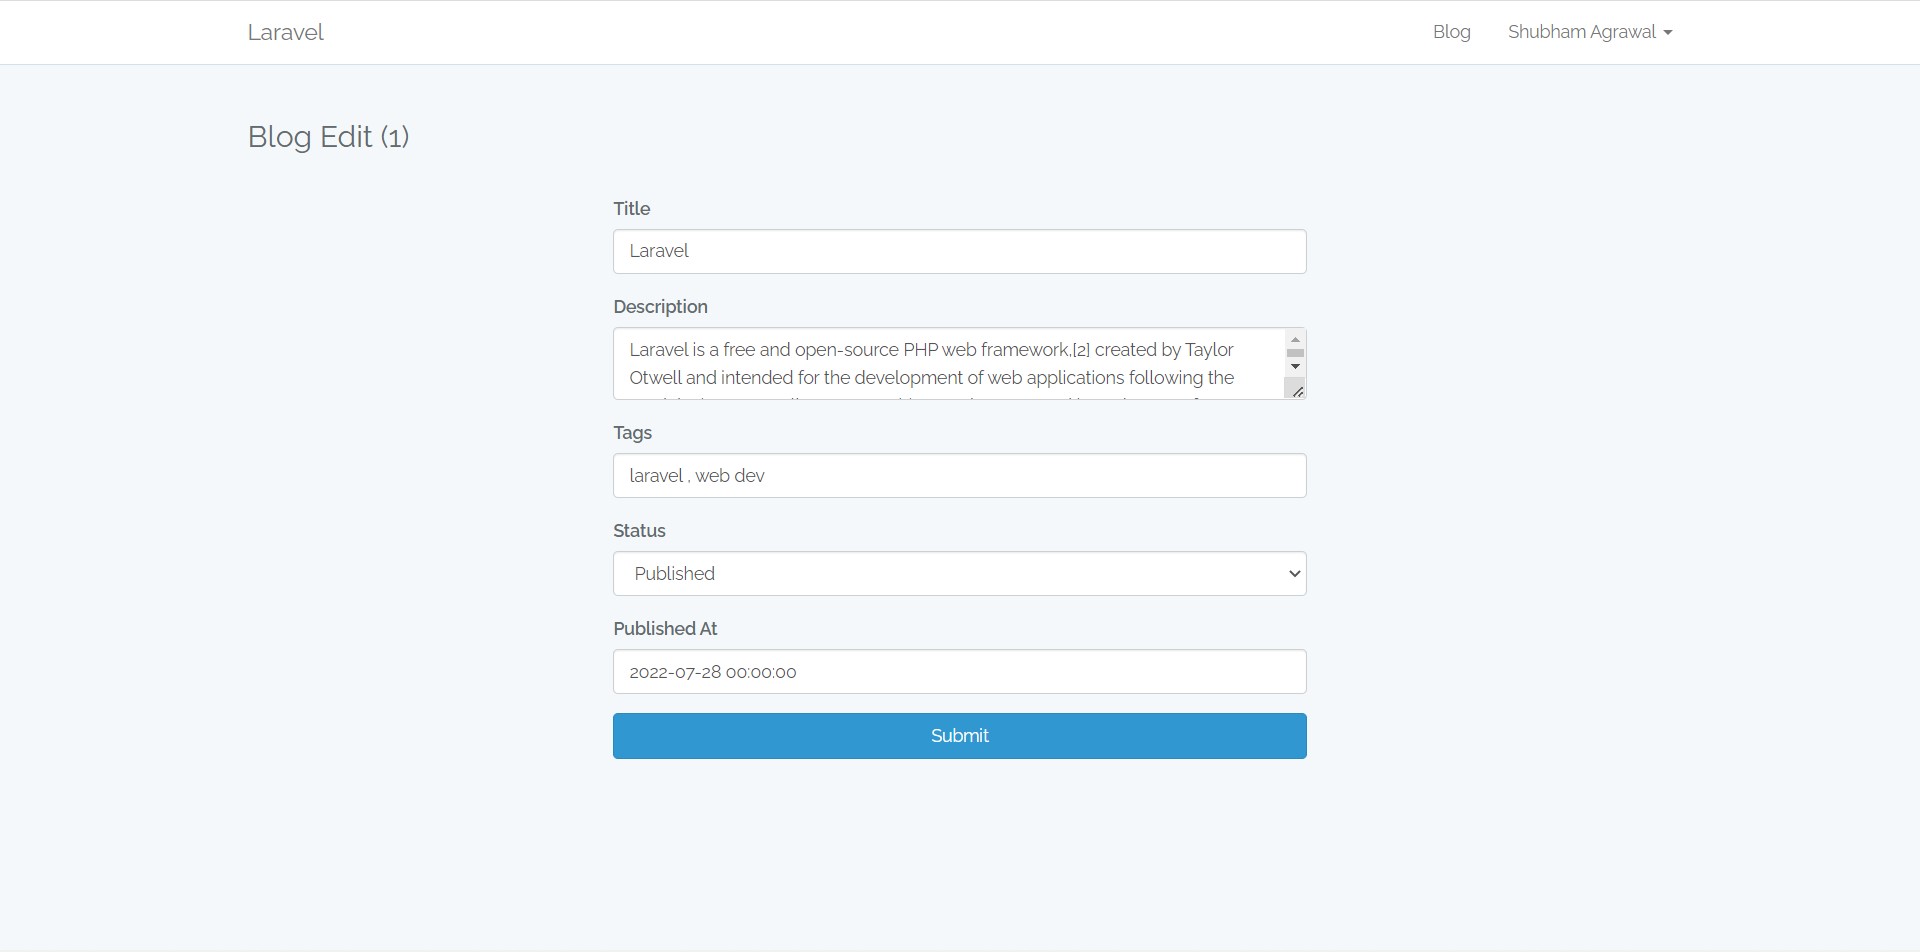 Laravel
Blog
Shubham Agrawal
Blog Edit (1)
Title
Laravel
Description
Laravel is a free and open-source PHP web framework,[2] created by Taylor
Otwell and intended for the development of web applications following the
Tags
laravel , web dev
Status
Published
Published At
2022-07-28 00:00:00
Submit